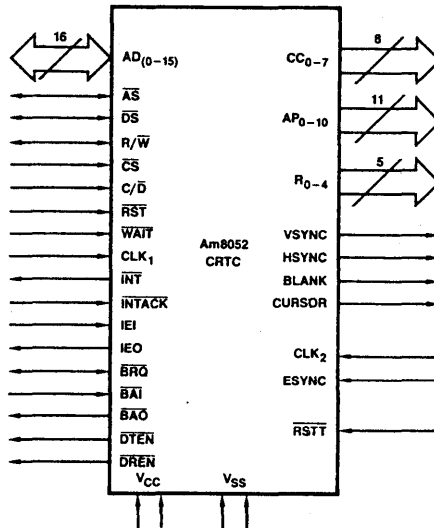 16
AD(0–15)
AS
DS
R/W
CS
C/D
RST
WAIT
CLK1
INT
INTACK
IEI
IEO
BRQ
BAI
BAO
DTEN
DREN
VCC
VSS
Am8052
CRTC
8
CC0–7
11
AP0–10
5
R0–4
VSYNC
HSYNC
BLANK
CURSOR
CLK2
ESYNC
RSTT